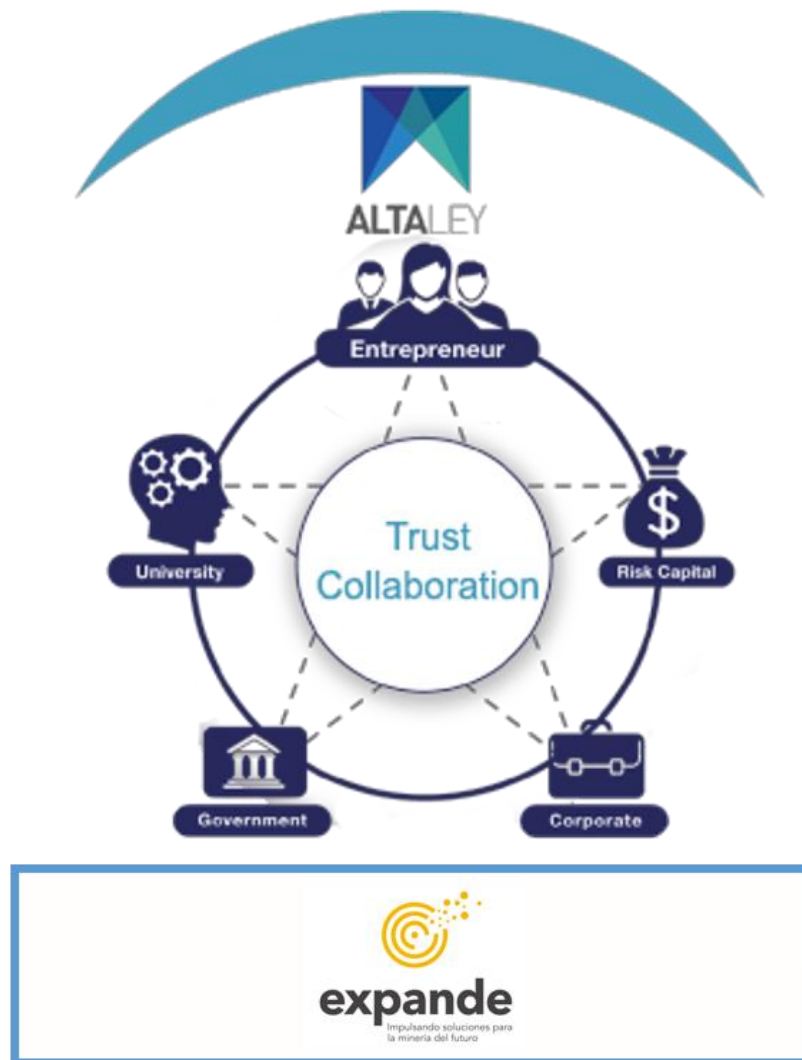 ALTALEY
Entrepreneur
University
Risk Capital
Trust
Collaboration
Government
Corporate
expande
Impulsando soluciones para
la minería del futuro